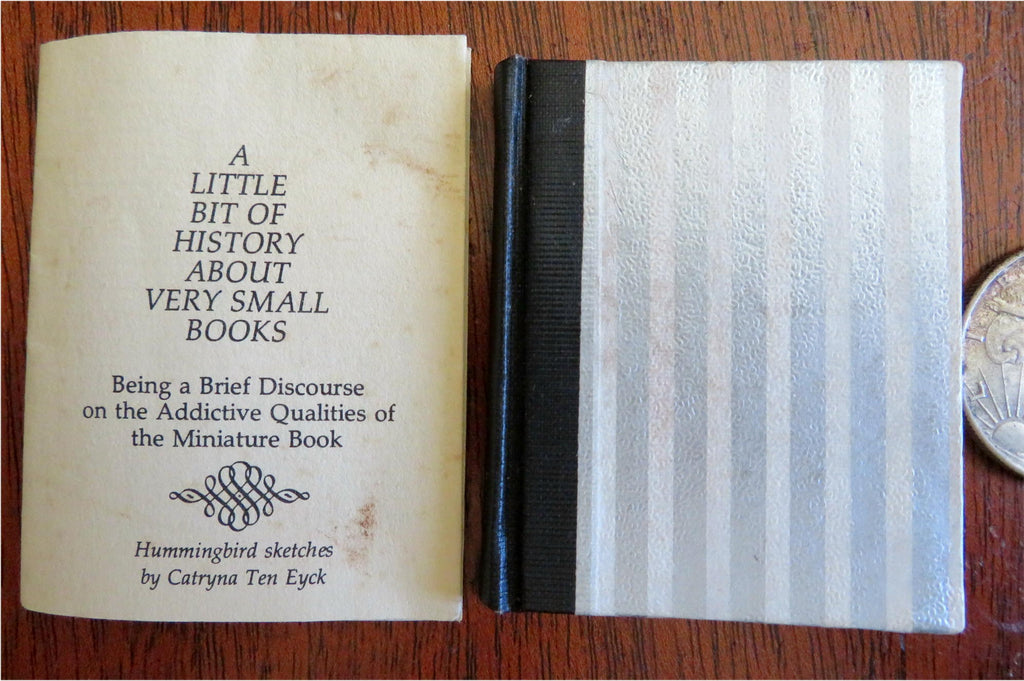 A
LITTLE
BIT OF
HISTORY
ABOUT
VERY SMALL
BOOKS
Being a Brief Discourse
on the Addictive Qualities of
the Miniature Book
Hummingbird sketches
by Catryna Ten Eyck